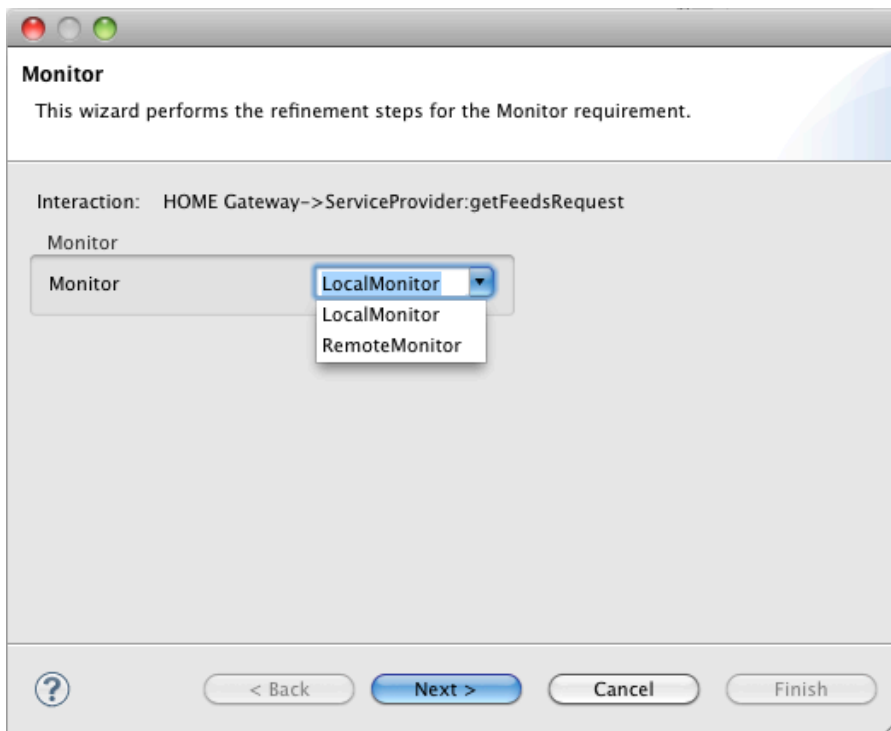 Monitor
This wizard performs the refinement steps for the Monitor requirement.
Interaction: HOME Gateway->ServiceProvider:getFeedsRequest
Monitor
Monitor LocalMonitor
LocalMonitor
RemoteMonitor
? < Back Next > Cancel Finish